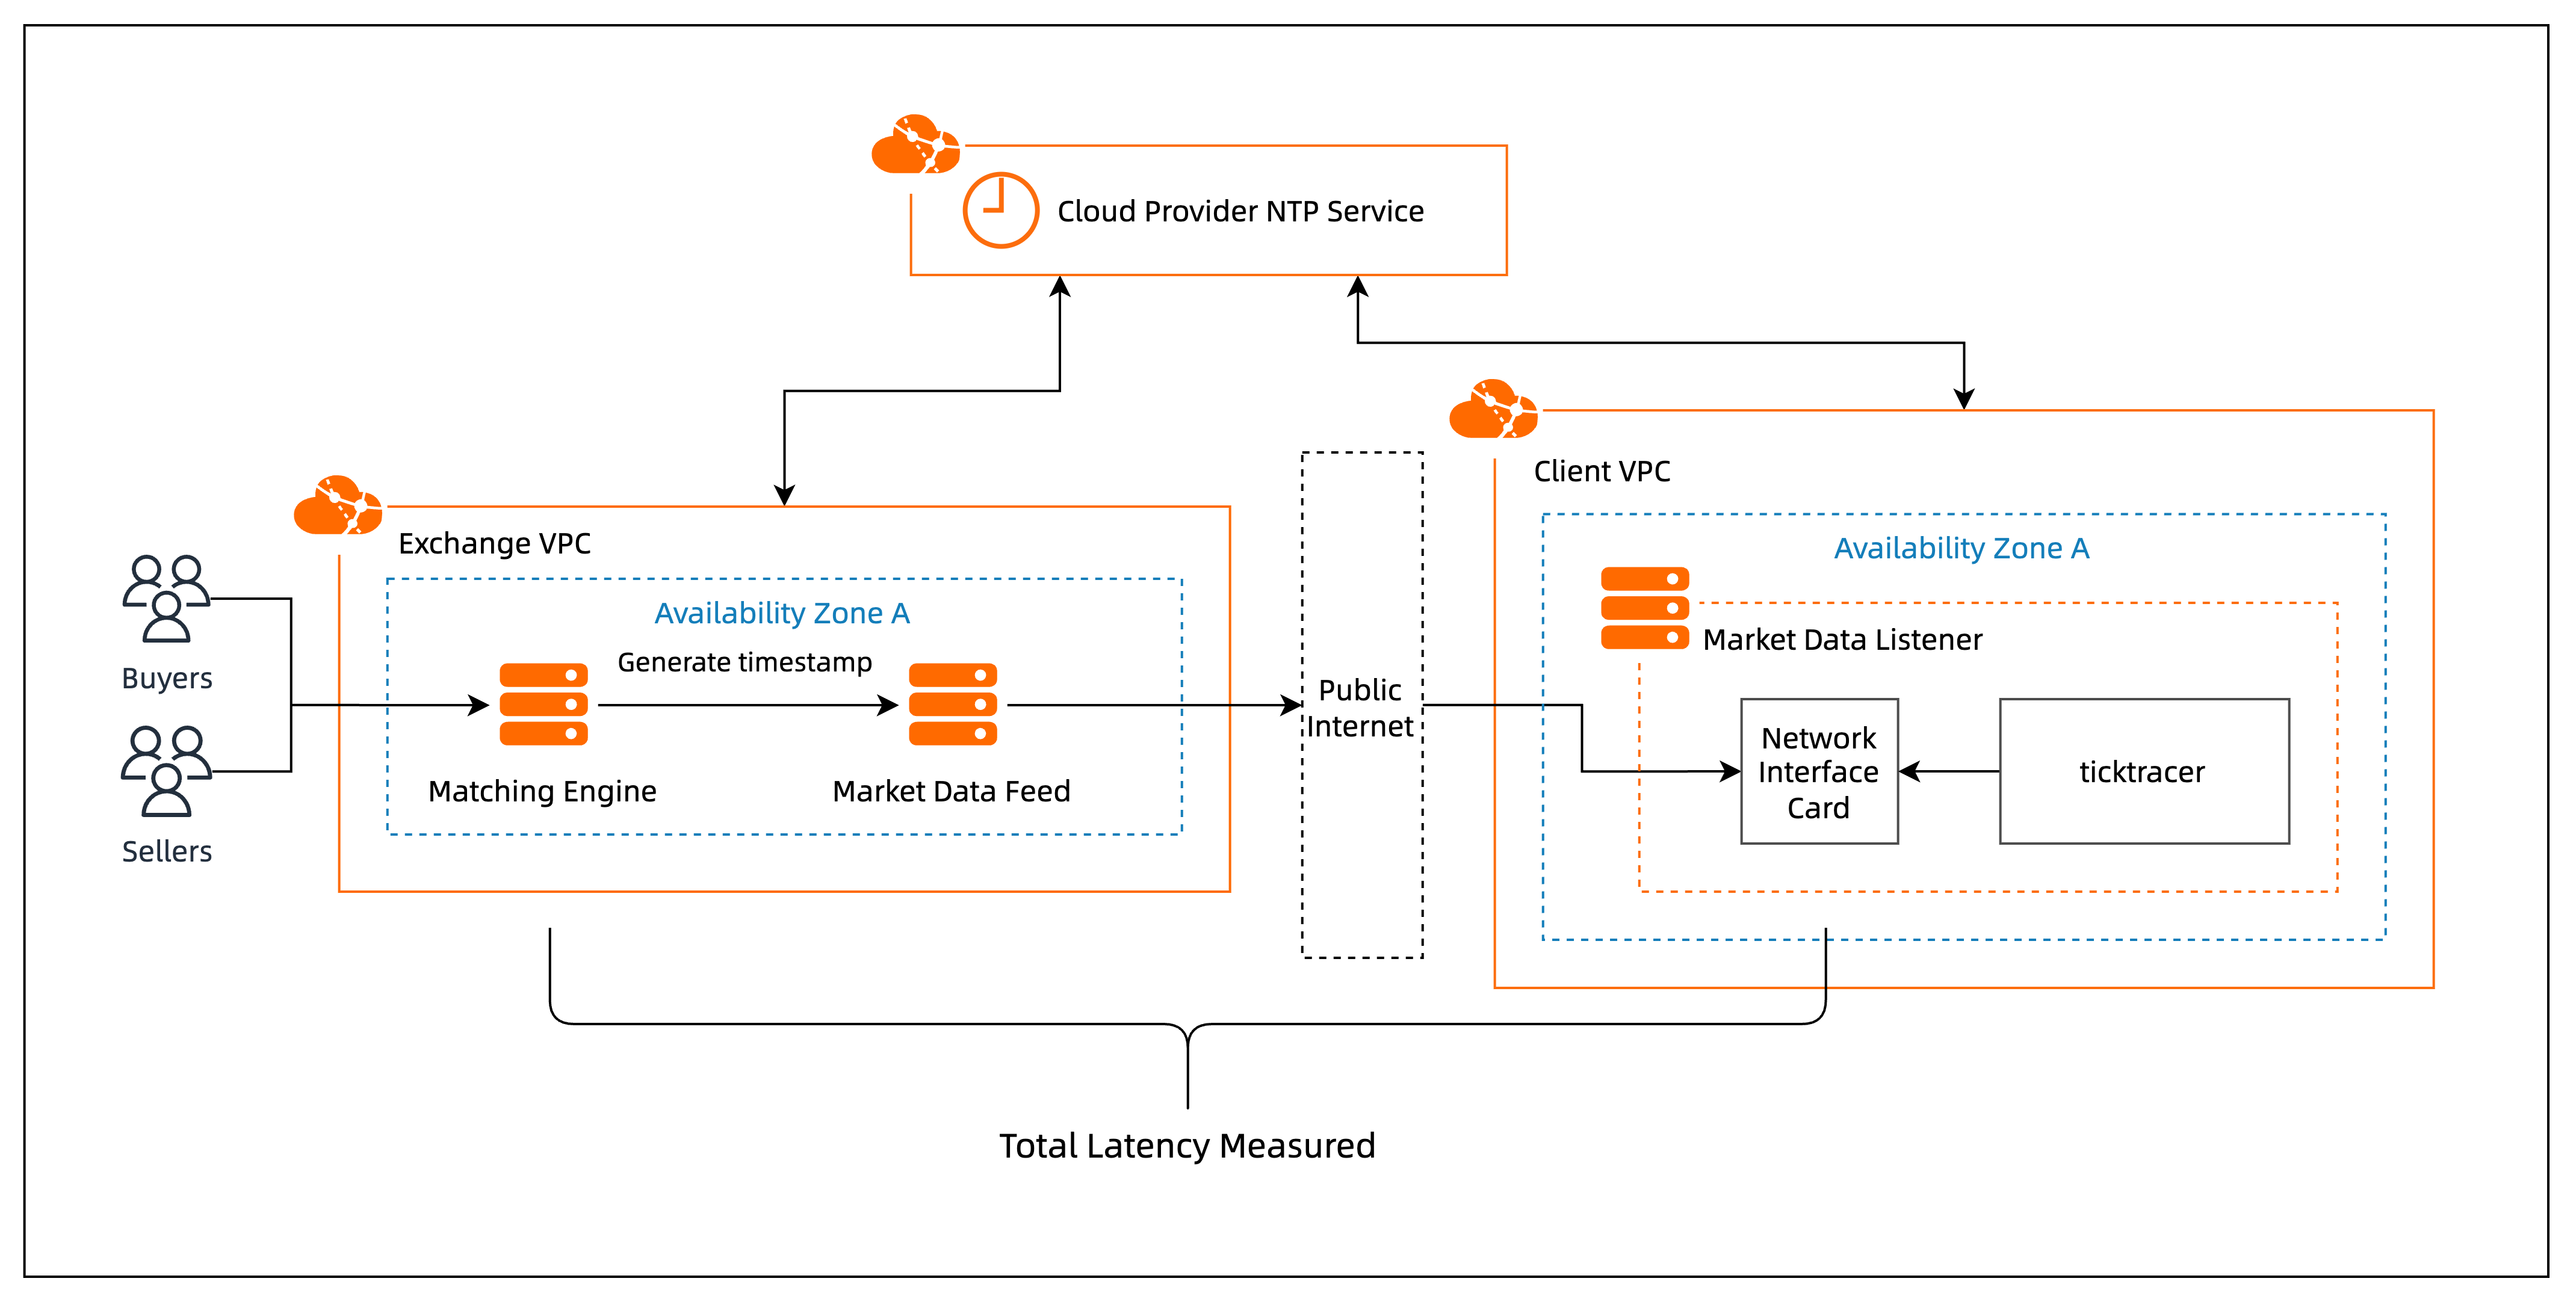 Cloud Provider NTP Service
Client VPC
Exchange VPC
Availability Zone A
Availability Zone A
Generate timestamp
Market Data Listener
Buyers
Public
Internet
Network
Interface
Card
ticktracer
Matching Engine
Market Data Feed
Sellers
Total Latency Measured